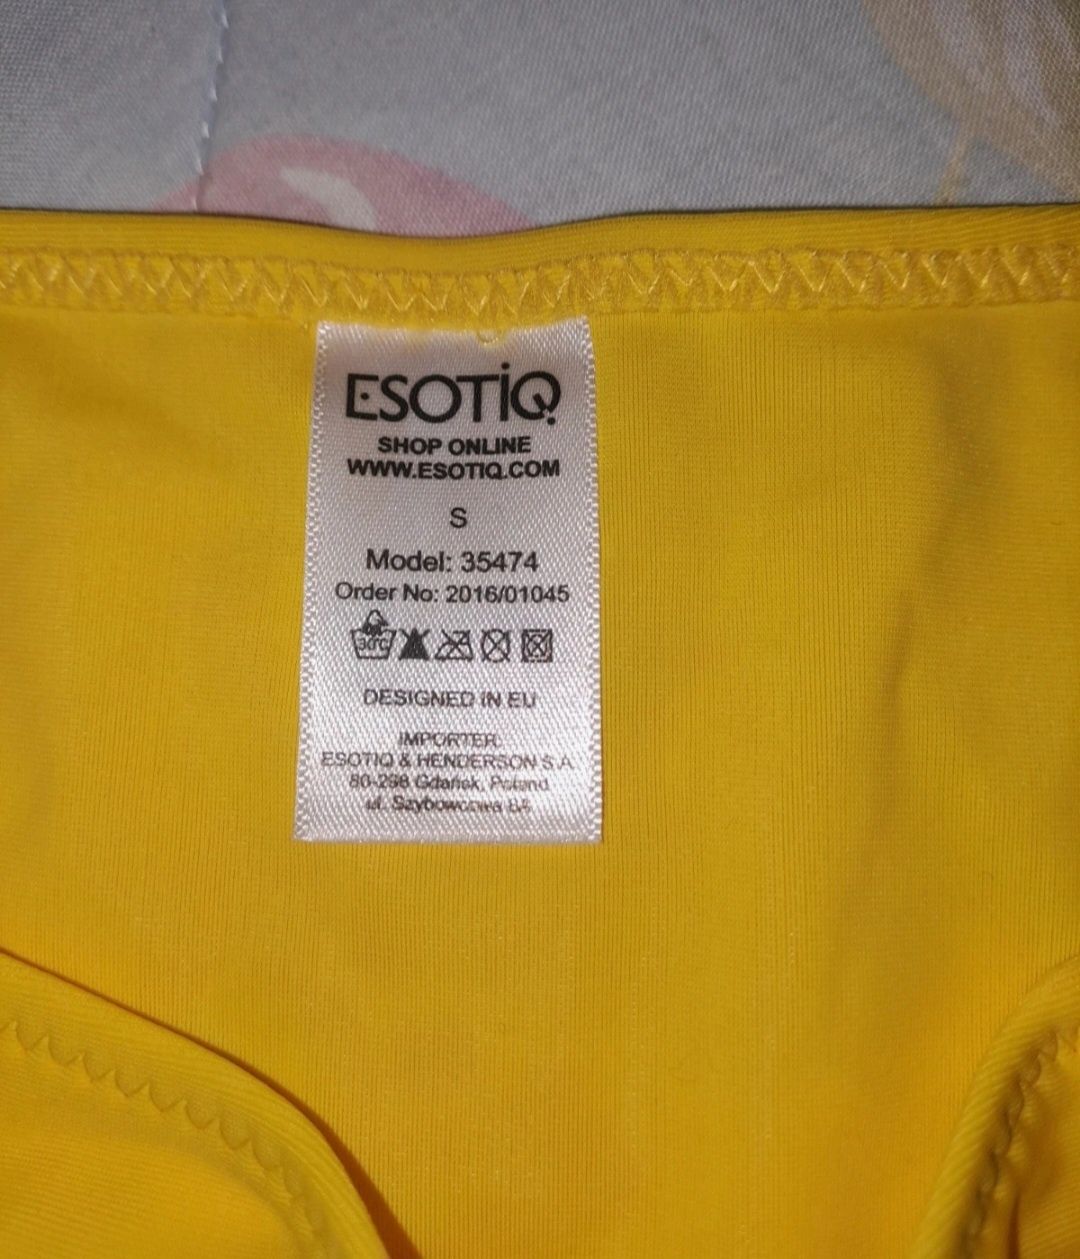 ESOTIQ
SHOP ONLINE
WWW.ESOTIQ.COM
S
Model: 35474
Order No: 2016/01045
30°C
DESIGNED IN EU
IMPORTER:
ESOTIQ & HENDERSON S.A.
80-298 Gdańsk, Poland
ul. Szybowcowa 8A